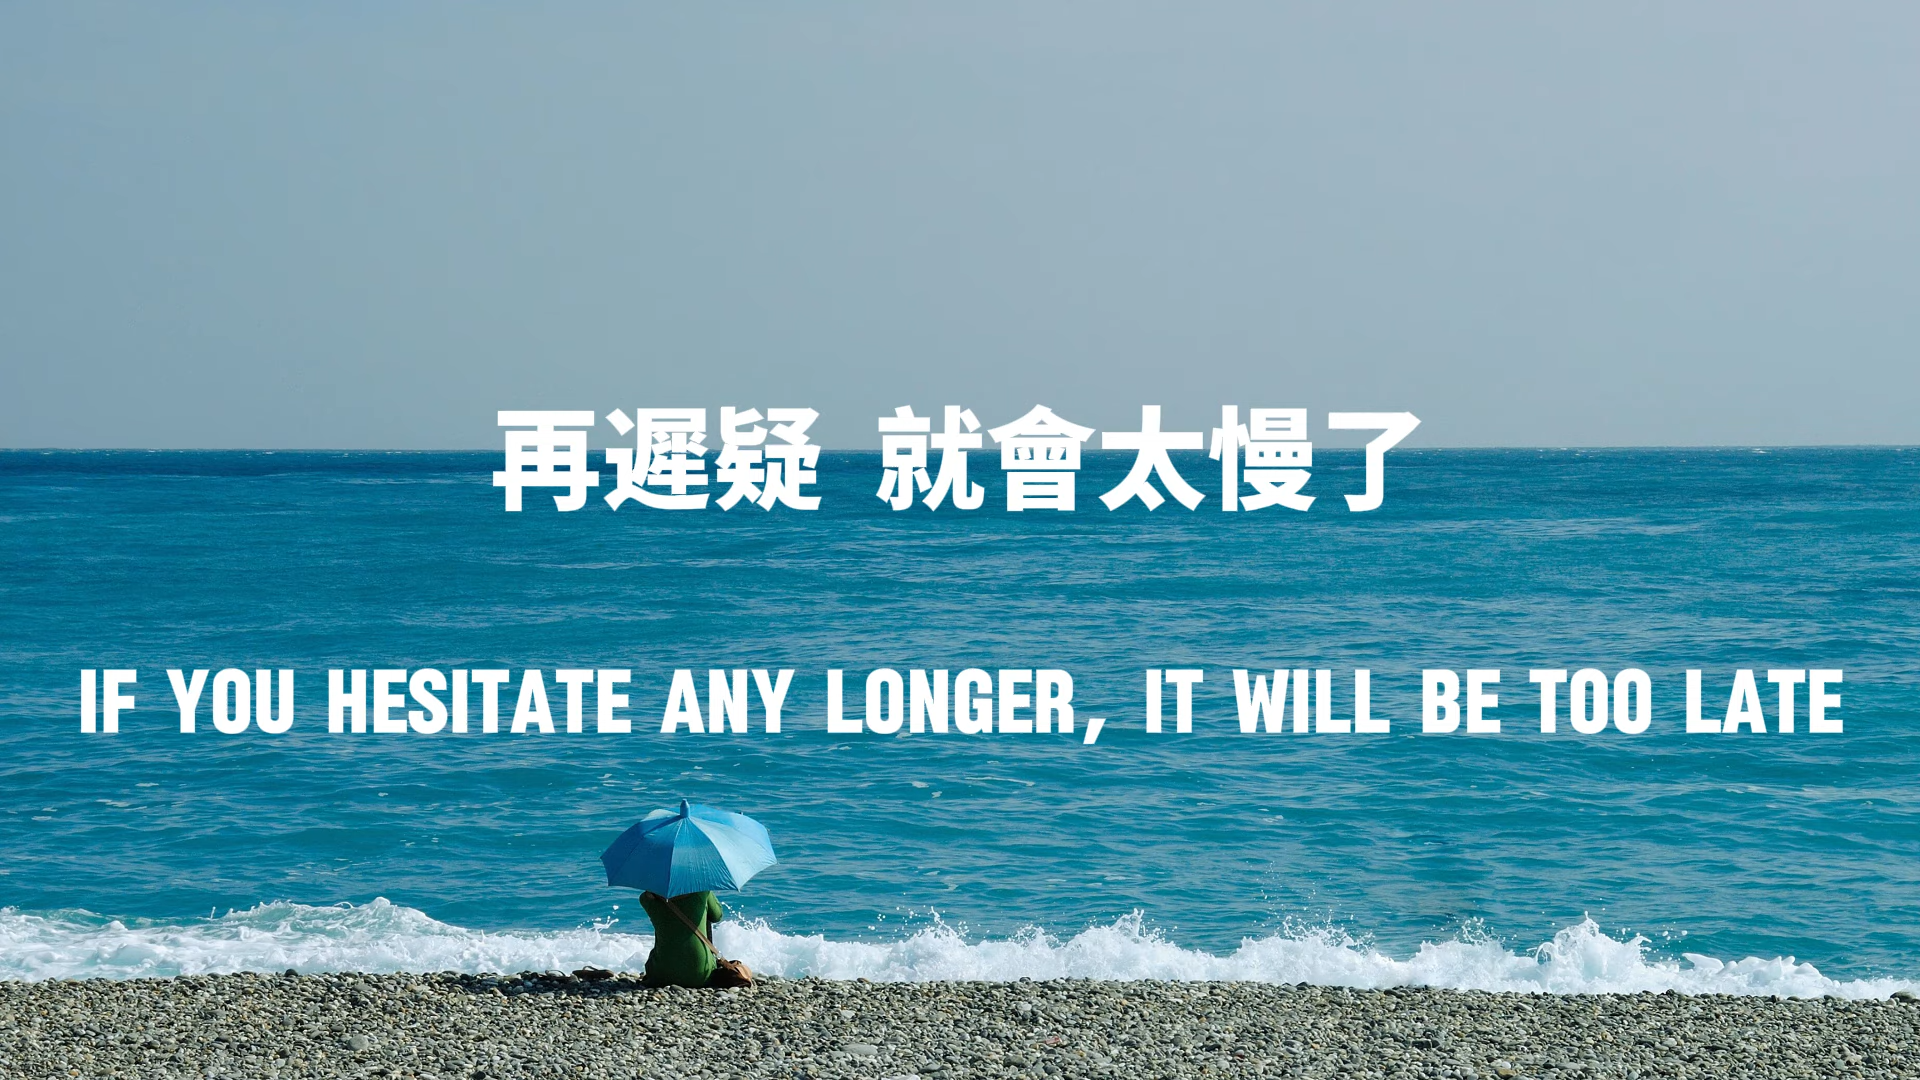 再遲疑 就會太慢了
IF YOU HESITATE ANY LONGER, IT WILL BE TOO LATE